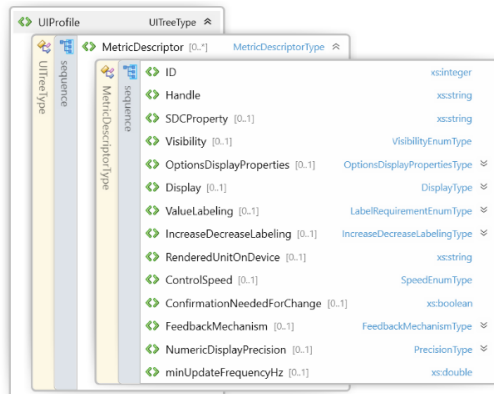 UIProfile UITreeType
MetricDescriptor [0..*] MetricDescriptorType
UITreeType
sequence
MetricDescriptorType
sequence
ID xs:integer
Handle xs:string
SDCProperty [0..1] xs:string
Visibility [0..1] VisibilityEnumType
OptionsDisplayProperties [0..1] OptionsDisplayPropertiesType
Display [0..1] DisplayType
ValueLabeling [0..1] LabelRequirementEnumType
IncreaseDecreaseLabeling [0..1] IncreaseDecreaseLabelingType
RenderedUnitOnDevice [0..1] xs:string
ControlSpeed [0..1] SpeedEnumType
ConfirmationNeededForChange [0..1] xs:boolean
FeedbackMechanism [0..1] FeedbackMechanismType
NumericDisplayPrecision [0..1] PrecisionType
minUpdateFrequencyHz [0..1] xs:double